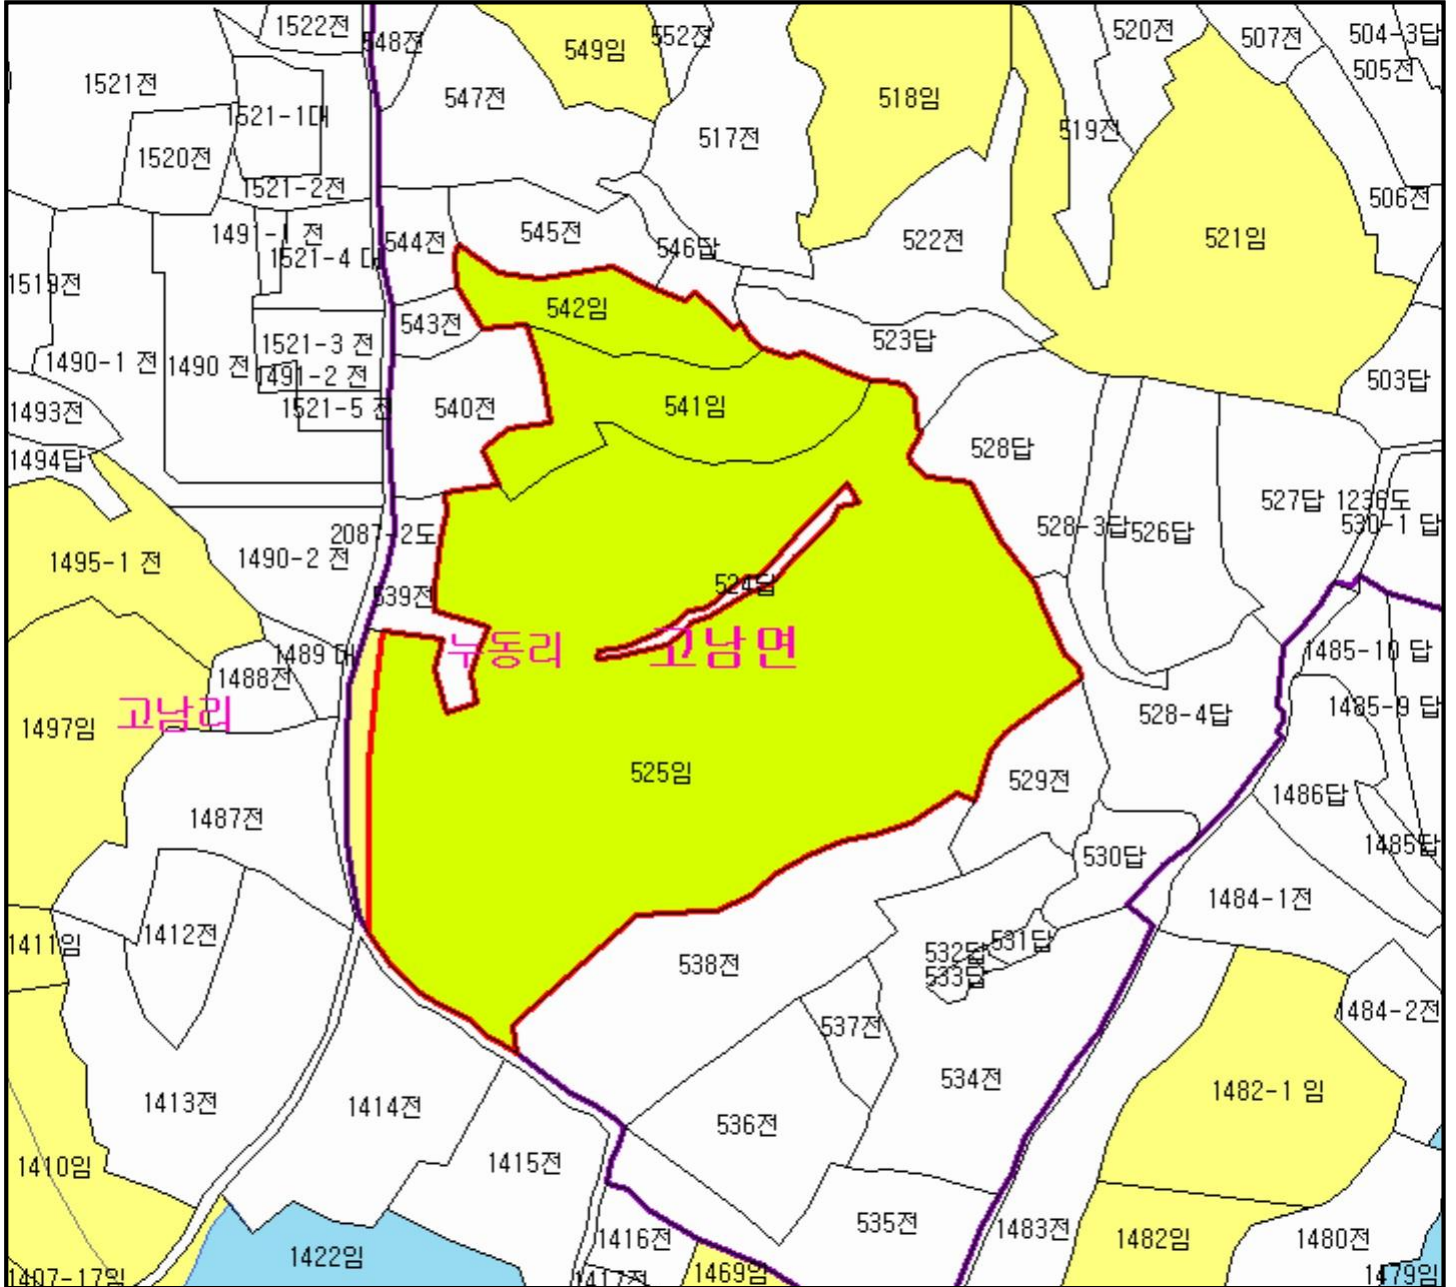 1522전
548전
549임
552전
520전
507전
504-3답
505전
1521전
547전
518임
1521-1대
519전
517전
1520전
1521-2전
506전
1491-1 전
544전
545전
546답
522전
521임
1521-4 대
1519전
542임
543전
523답
1521-3 전
1490-1 전
1490 전
1491-2 전
503답
1493전
1521-5 전
540전
541임
528답
1494답
527답
1236도
530-1 답
2087-2도
528-3답
526답
1495-1 전
1490-2 전
539전
524답
누동리
고남면
1489 대
1488전
1485-10 답
고남리
1497임
528-4답
1485-9 답
525임
529전
1486답
1487전
1485답
530답
1484-1전
1411임
1412전
538전
532답
531답
533답
537전
1484-2전
534전
1482-1 임
1413전
1414전
536전
1410임
1415전
535전
1483전
1416전
1482임
1480전
1422임
1407-17임
1417전
1469임
1479임